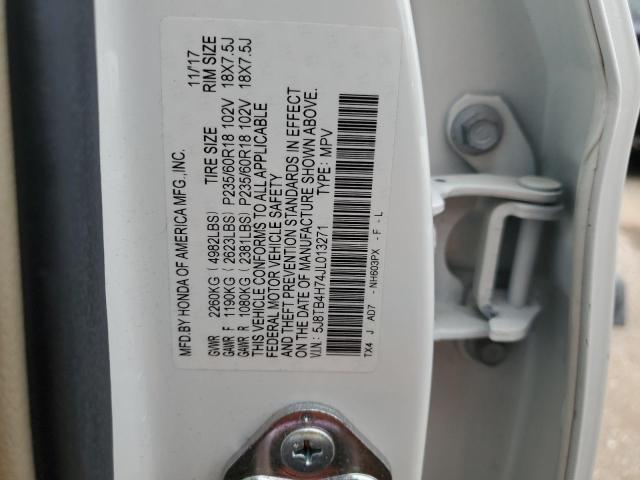 MFD.BY HONDA OF AMERICA MFG.,INC. 11/17
GVWR 2260KG ( 4982LBS) TIRE SIZE RIM SIZE
GAWR F 1190KG ( 2623LBS) P235/60R18 102V 18X7.5J
GAWR R 1080KG ( 2381LBS) P235/60R18 102V 18X7.5J
THIS VEHICLE CONFORMS TO ALL APPLICABLE
FEDERAL MOTOR VEHICLE SAFETY
AND THEFT PREVENTION STANDARDS IN EFFECT
ON THE DATE OF MANUFACTURE SHOWN ABOVE.
V.I.N.: 5J8TB4H74JL013271 TYPE: MPV
TX4 J AD7 -NH603PX -F -L